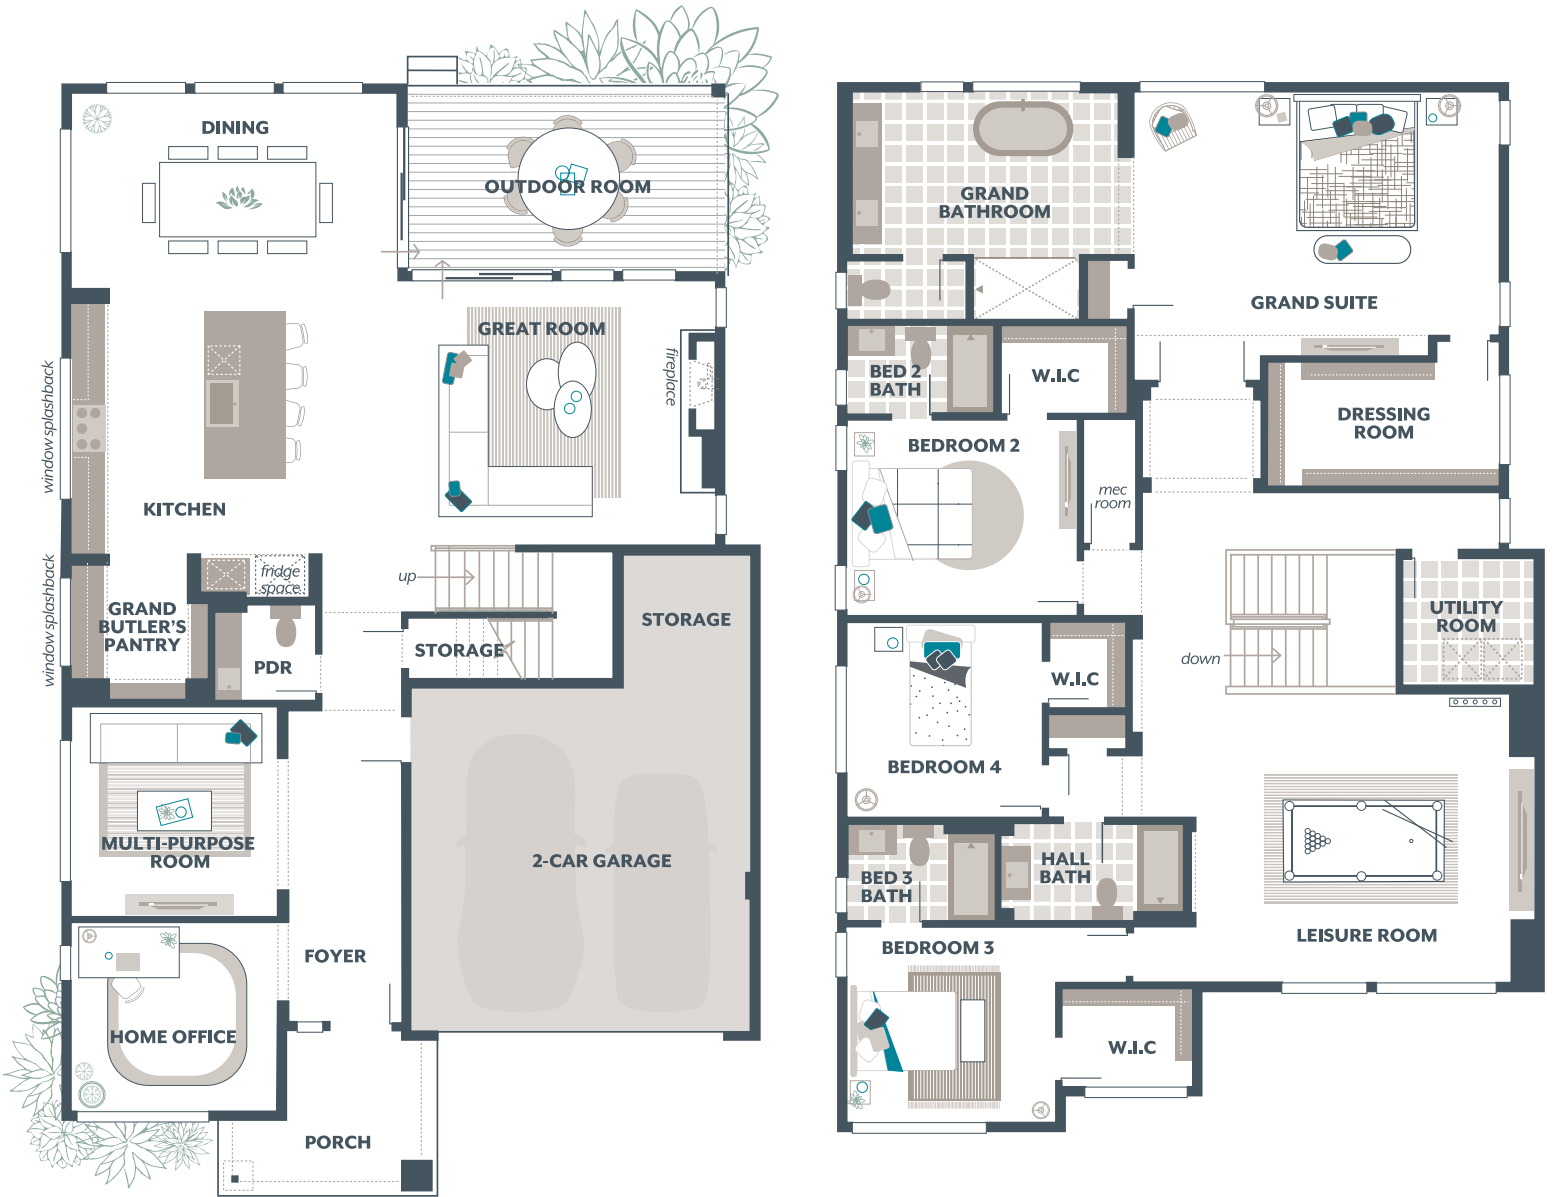 DINING
OUTDOOR ROOM
GREAT ROOM
fireplace
window splashback
KITCHEN
window splashback
fridge
space
up
GRAND
BUTLER'S
PANTRY
PDR
STORAGE
STORAGE
MULTI-PURPOSE
ROOM
2-CAR GARAGE
FOYER
HOME OFFICE
PORCH
GRAND
BATHROOM
GRAND SUITE
BED 2
BATH
W.I.C
DRESSING
ROOM
BEDROOM 2
mec
room
UTILITY
ROOM
down
W.I.C
BEDROOM 4
HALL
BATH
BED 3
BATH
LEISURE ROOM
BEDROOM 3
W.I.C